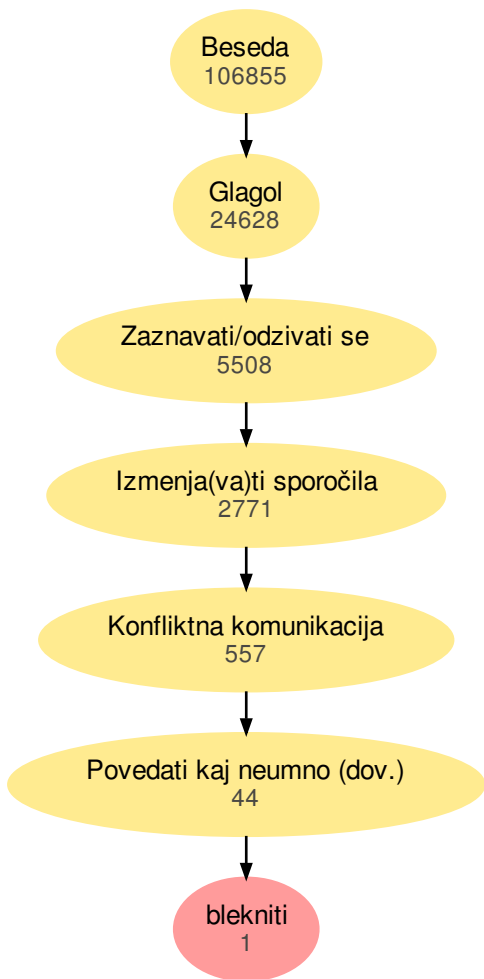 Beseda
106855
Glagol
24628
Zaznavati/odzivati se
5508
Izmenja(va)ti sporočila
2771
Konfliktna komunikacija
557
Povedati kaj neumno (dov.)
44
blekniti
1